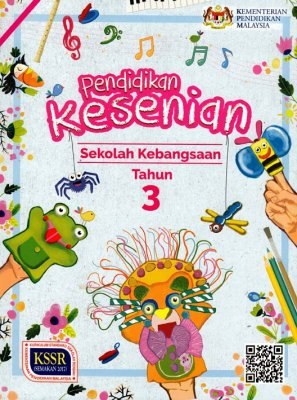 KEMENTERIAN
PENDIDIKAN
MALAYSIA
Pendidikan
Kesenian
Sekolah Kebangsaan
Tahun
3
KSSR
(SEMAKAN 2017)